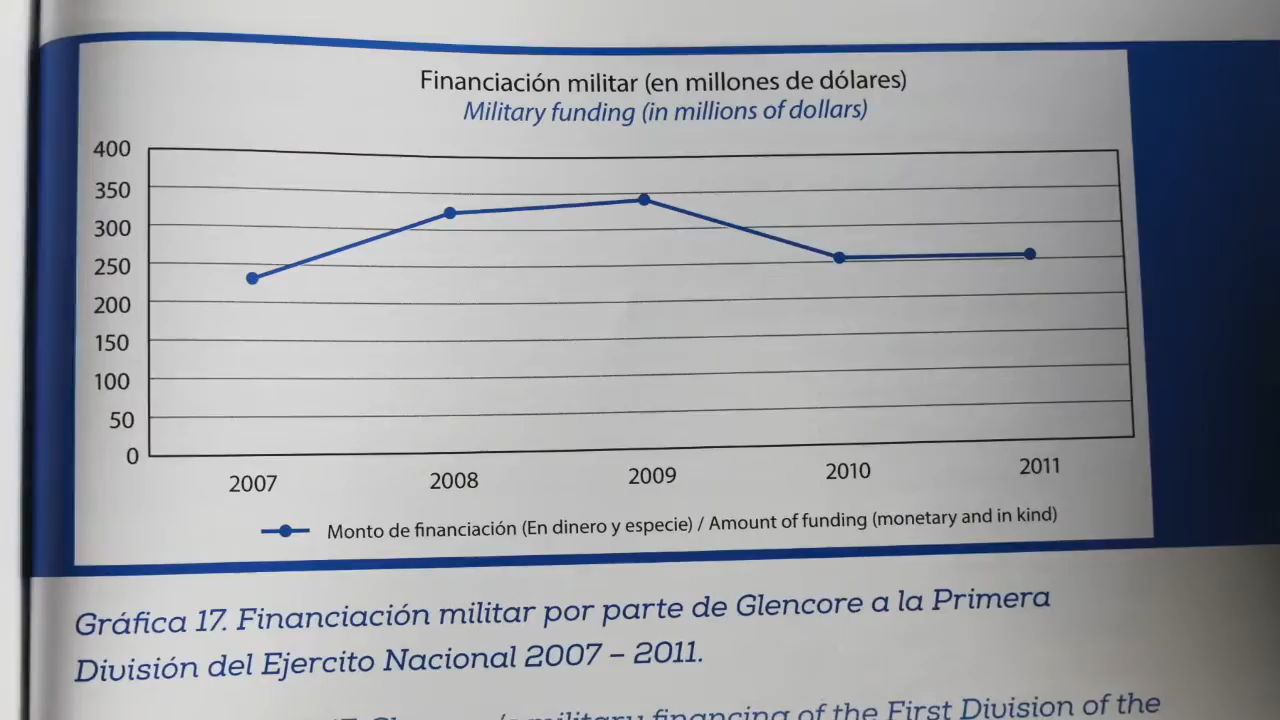 Financiación militar (en millones de dólares)
Military funding (in millions of dollars)
400
350
300
250
200
150
100
50
0
2007 2008 2009 2010 2011
Monto de financiación (En dinero y especie) / Amount of funding (monetary and in kind)
Gráfica 17. Financiación militar por parte de Glencore a la Primera
División del Ejercito Nacional 2007 – 2011.
military financing of the First Division of the